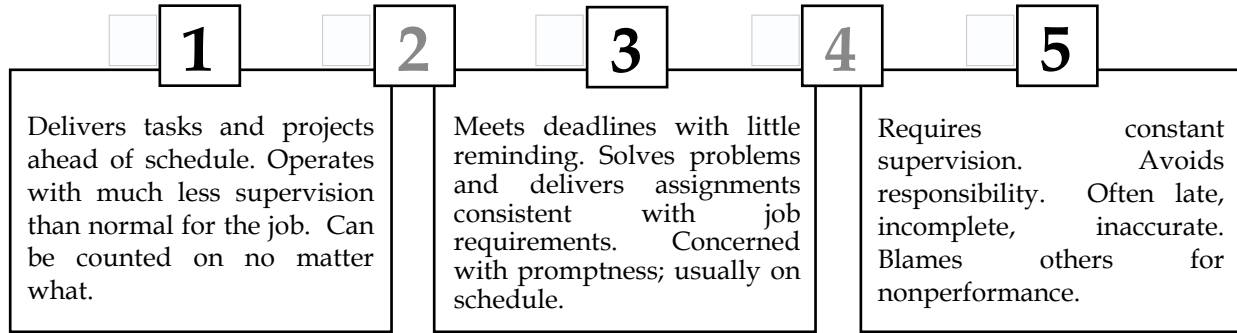 1 2 3 4 5
Delivers tasks and projects
ahead of schedule. Operates
with much less supervision
than normal for the job. Can
be counted on no matter
what.
Meets deadlines with little
reminding. Solves problems
and delivers assignments
consistent with job
requirements. Concerned
with promptness; usually on
schedule.
Requires constant
supervision. Avoids
responsibility. Often late,
incomplete, inaccurate.
Blames others for
nonperformance.